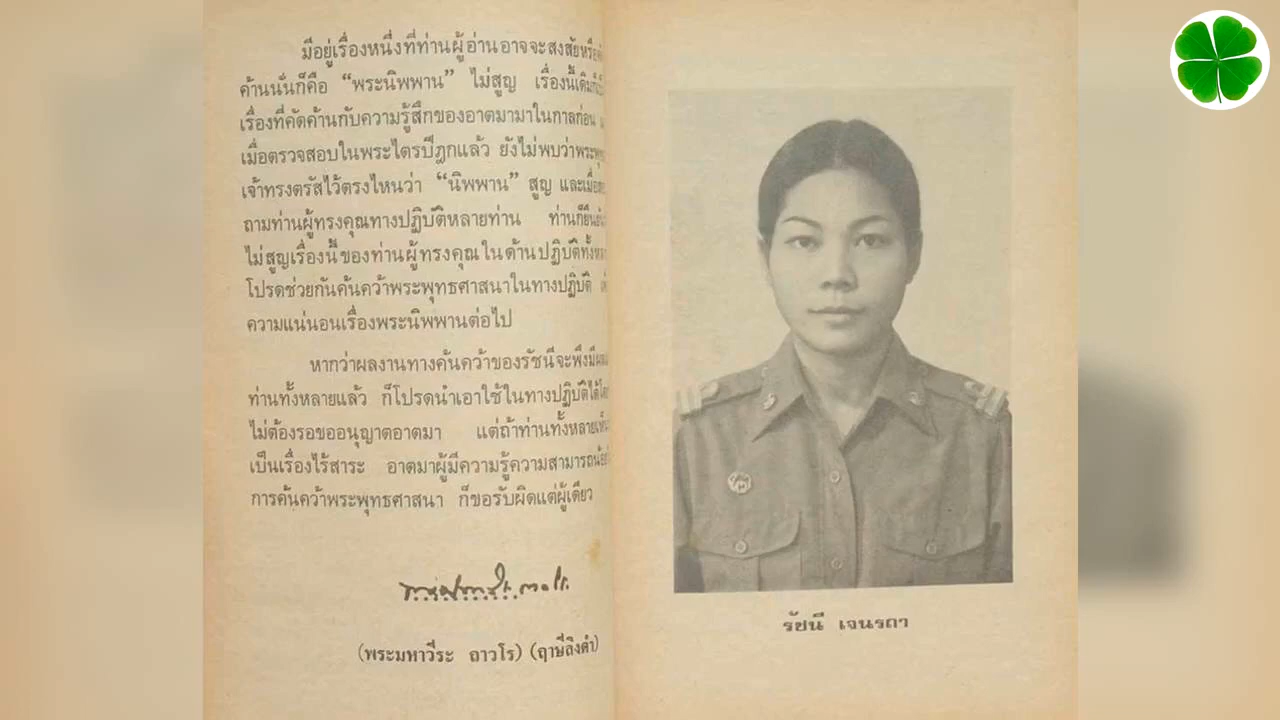 มีอยู่เรื่องหนึ่งที่ท่านผู้อ่านอาจจะสงสัยหรือ
ค้านนั่นก็คือ “พระนิพพาน” ไม่สูญ เรื่องนี้เดิม
เรื่องที่คัดค้านกับความรู้สึกของอาตมามาในกาลก่อน
เมื่อตรวจสอบในพระไตรปีฎกแล้ว ยังไม่พบว่าพระพุทธ
เจ้าทรงตรัสไว้ตรงไหนว่า “นิพพาน” สูญ และเมื่อ
ถามท่านผู้ทรงคุณทางปฏิบัติหลายท่าน ท่านก็ยืนยัน
ไม่สูญเรื่องนี้ของท่านผู้ทรงคุณในด้านปฏิบัติ
โปรดช่วยกันค้นคว้าพระพุทธศาสนาในทางปฏิบัติ
ความแน่นอนเรื่องพระนิพพานต่อไป
หากว่าผลงานทางค้นคว้าของรัชนีจะพึงมี
ท่านทั้งหลายแล้ว ก็โปรดนำเอาใช้ในทางปฏิบัติได้
ไม่ต้องรอขออนุญาตอาตมา แต่ถ้าท่านทั้งหลาย
เป็นเรื่องไร้สาระ อาตมาผู้มีความรู้ความสามารถ
การค้นคว้าพระพุทธศาสนา ก็ขอรับผิดแต่ผู้เดียว
(พระมหาวีระ ถาวโร) (ฤาษีลิงดำ)
รัชนี เจนรถา